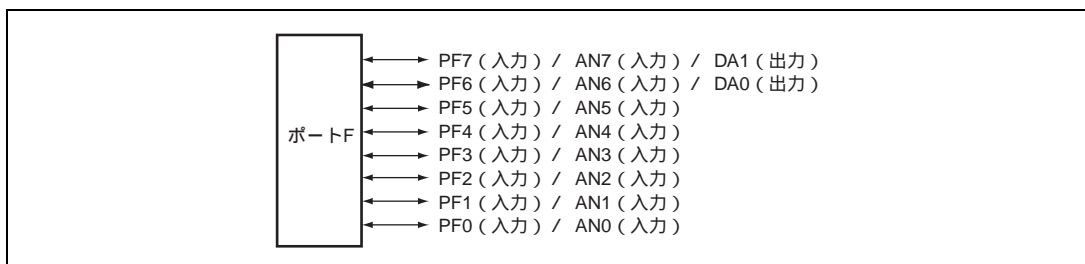 PF7（入力）/ AN7（入力）/ DA1（出力）
PF6（入力）/ AN6（入力）/ DA0（出力）
PF5（入力）/ AN5（入力）
ポートF
PF4（入力）/ AN4（入力）
PF3（入力）/ AN3（入力）
PF2（入力）/ AN2（入力）
PF1（入力）/ AN1（入力）
PF0（入力）/ AN0（入力）